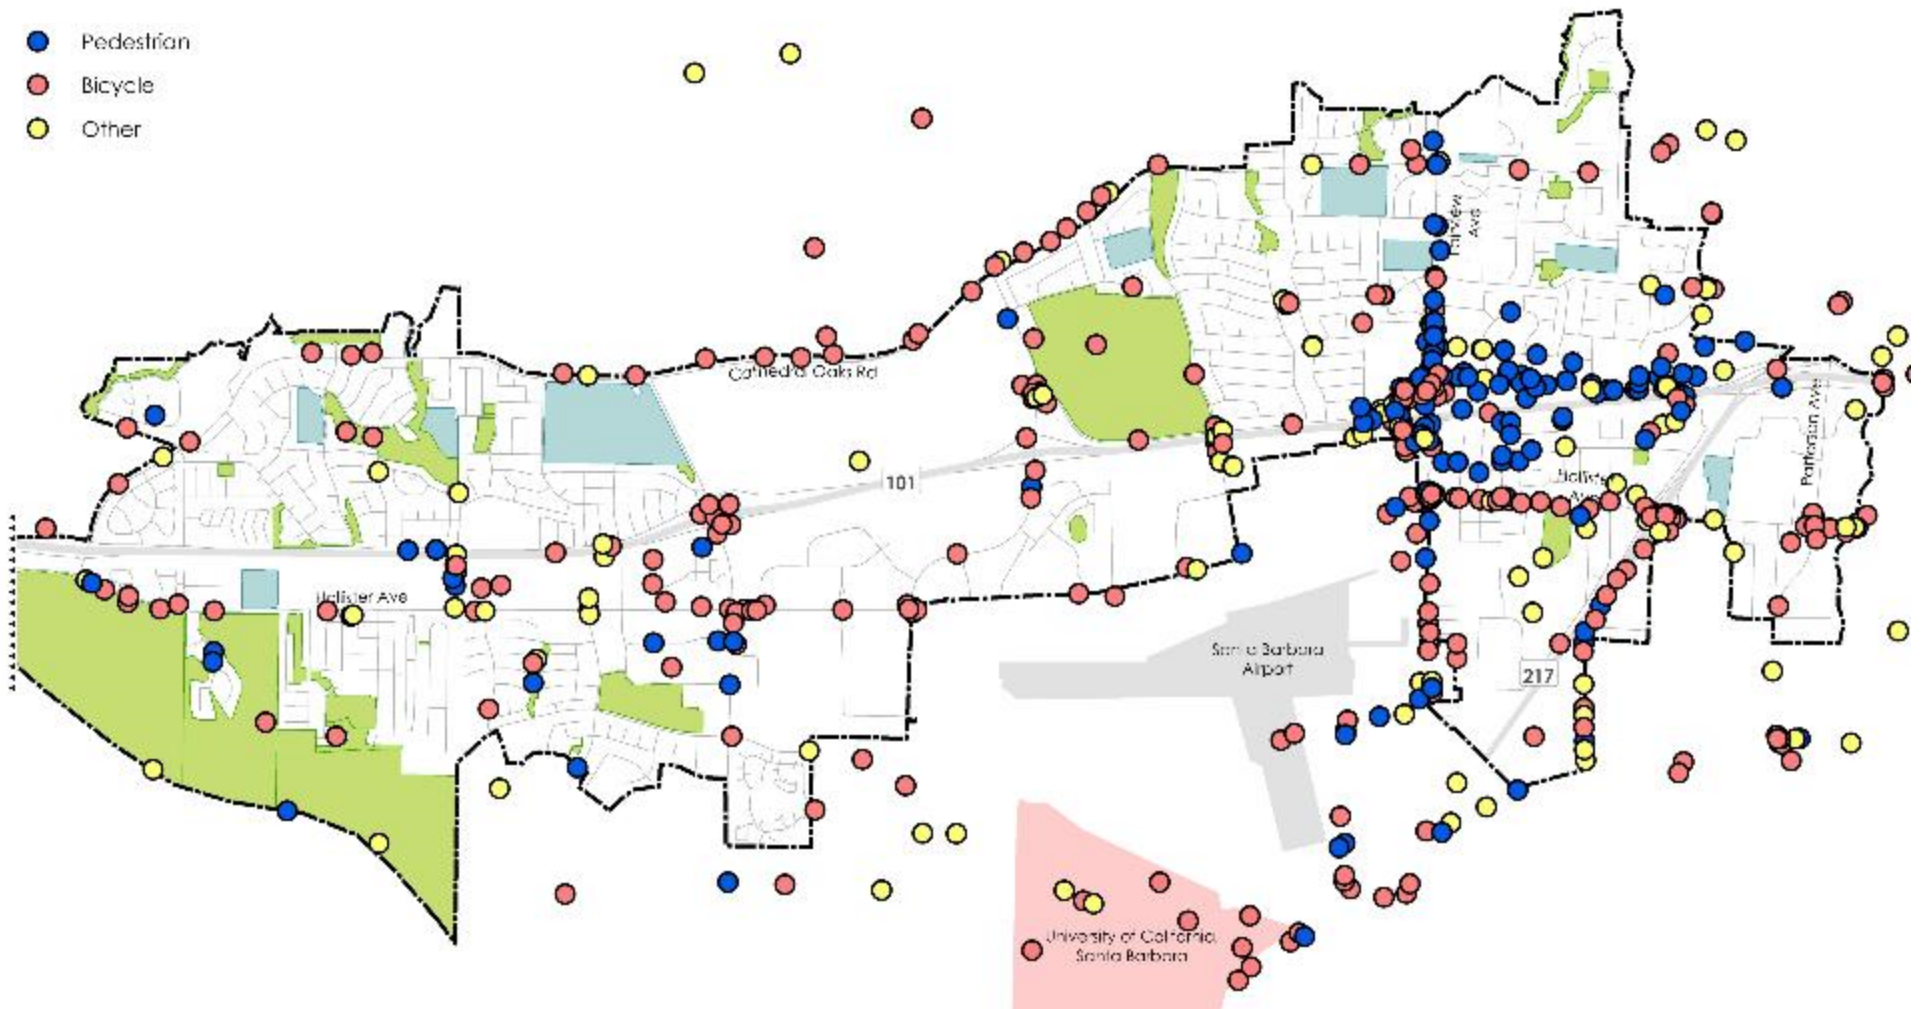 Pedestrian
Bicycle
Other
Ave
Cathedral Oaks Rd
101
Patterson Ave
Hollister Ave
Santa Barbara
Airport
217
University of California,
Santa Barbara